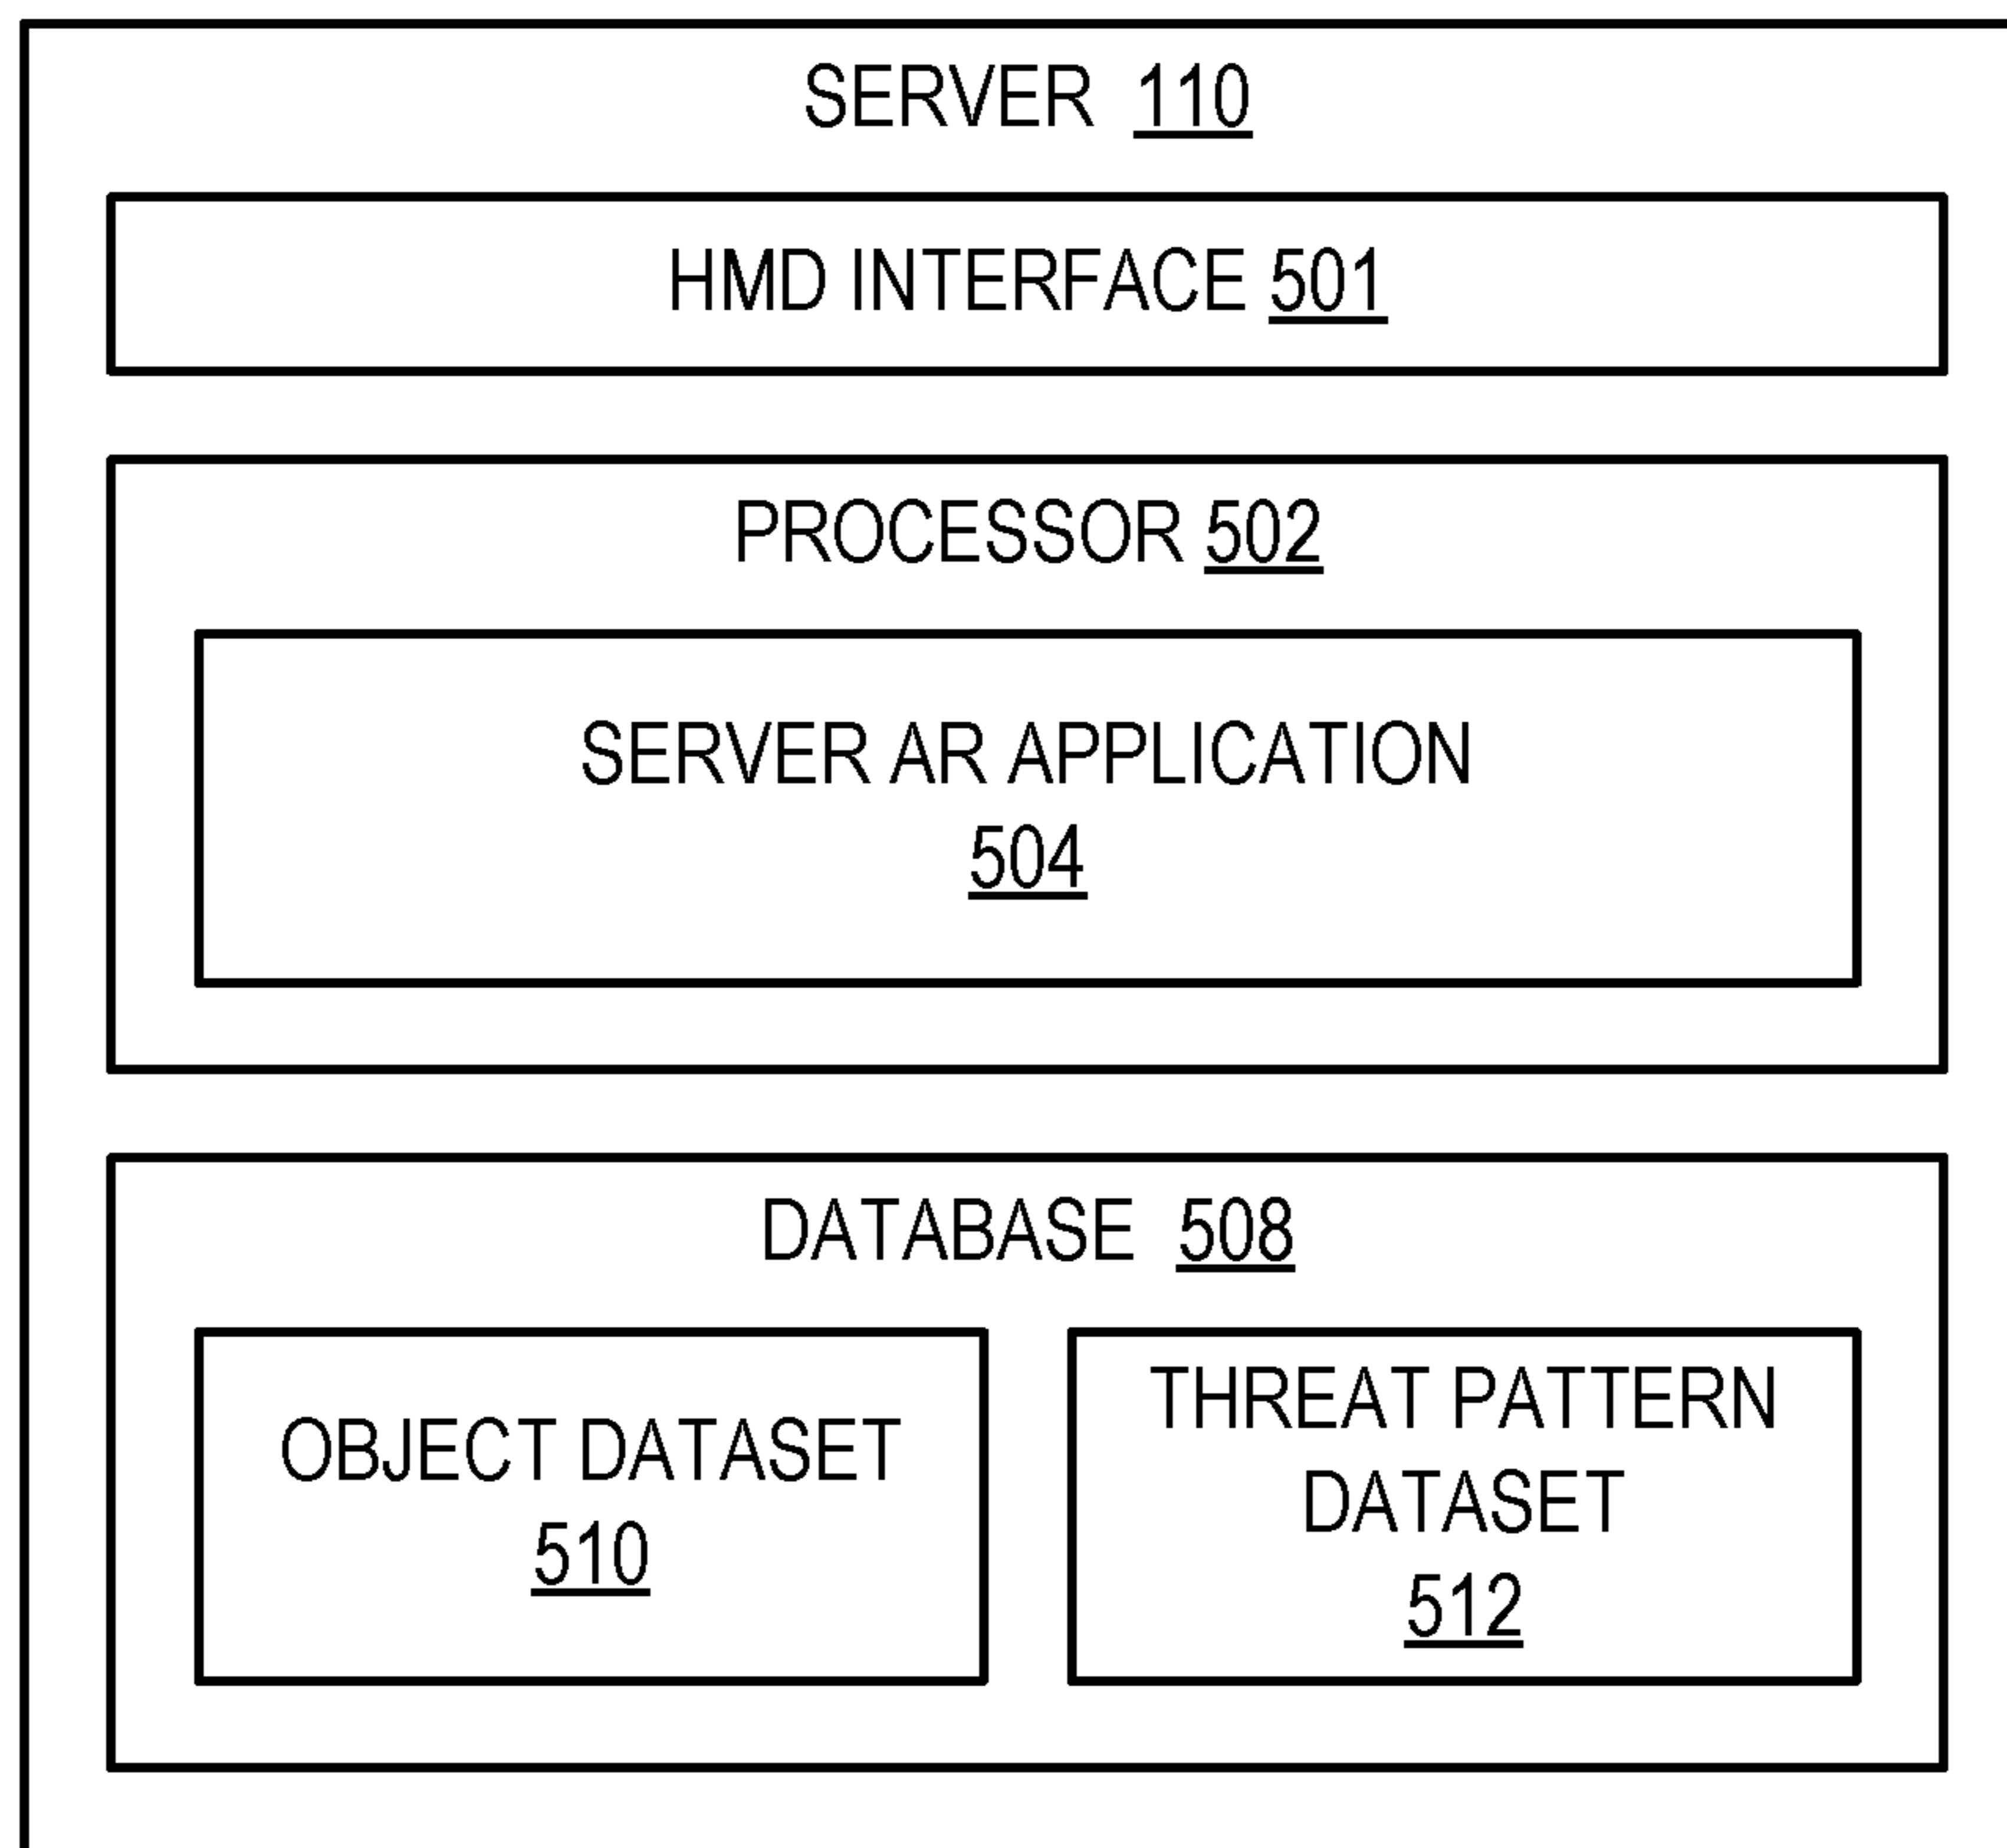 SERVER 110
HMD INTERFACE 501
PROCESSOR 502
SERVER AR APPLICATION
504
DATABASE 508
OBJECT DATASET
510
THREAT PATTERN
DATASET
512